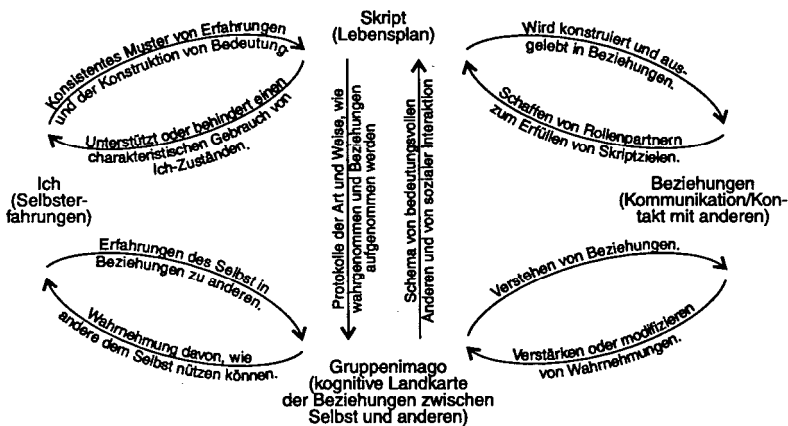 Skript
(Lebensplan)
Konsistentes Muster von Erfahrungen
und der Konstruktion von Bedeutung
Unterstützt oder behindert einen
charakteristischen Gebrauch von
Ich-Zuständen.
Wird konstruiert und aus-
gelebt in Beziehungen.
Schaffen von Rollenpartnern
zum Erfüllen von Skriptzielen.
Protokolle der Art und Weise, wie
wahrgenommen und Beziehungen
aufgenommen werden
Schema von bedeutungsvollen
Anderen und von sozialer Interaktion
Ich
(Selbster-
fahrungen)
Beziehungen
(Kommunikation/Kon-
takt mit anderen)
Erfahrungen des Selbst in
Beziehungen zu anderen.
Wahrnehmung davon, wie
andere dem Selbst nützen können.
Verstehen von Beziehungen.
Verstärken oder modifizieren
von Wahrnehmungen.
Gruppenimago
(kognitive Landkarte
der Beziehungen zwischen
Selbst und anderen)